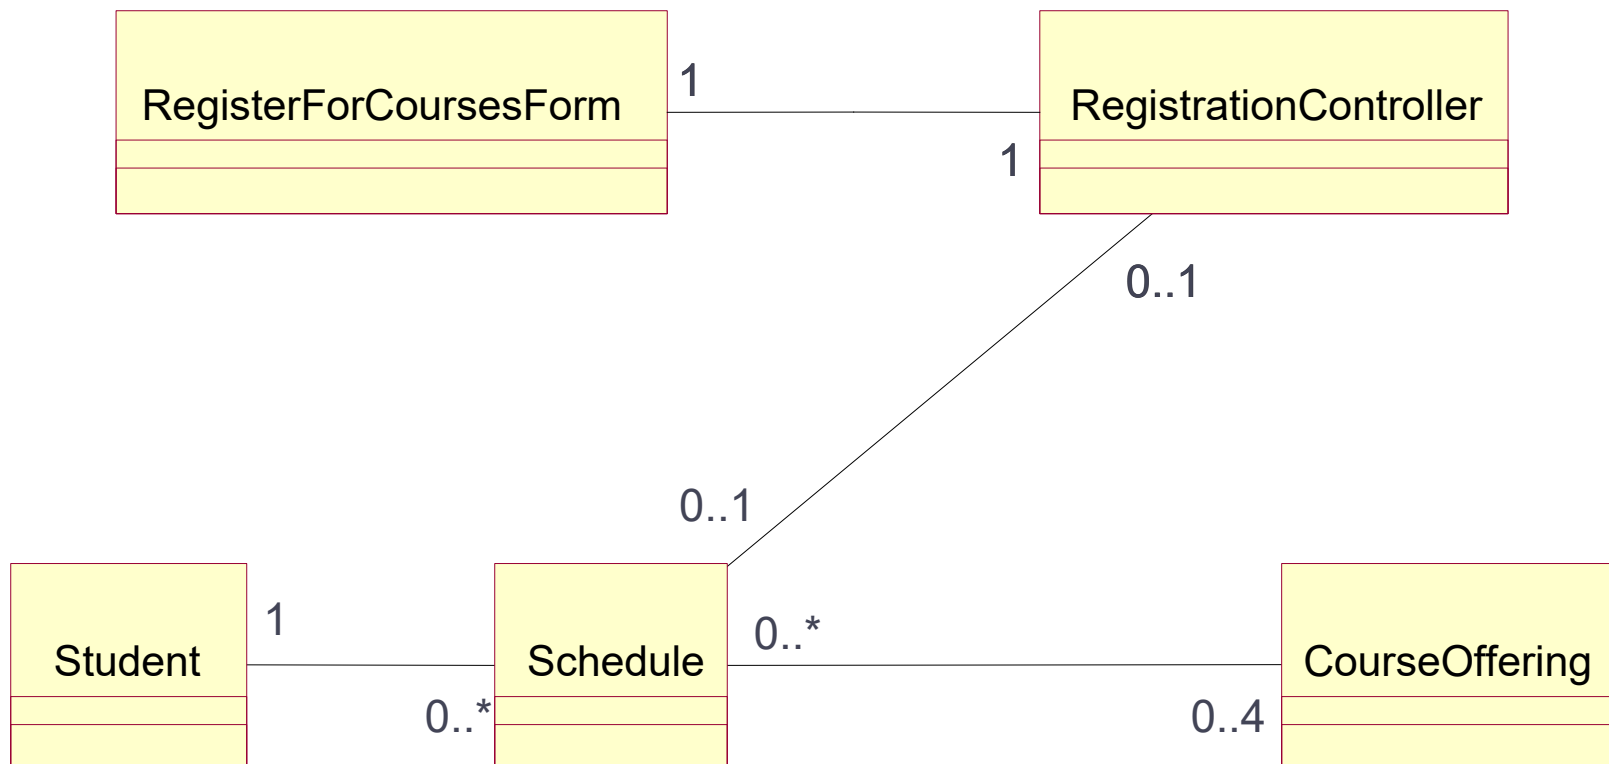 RegisterForCoursesForm
1
1
RegistrationController
0..1
0..1
Student
1
0..*
Schedule
0..*
0..4
CourseOffering